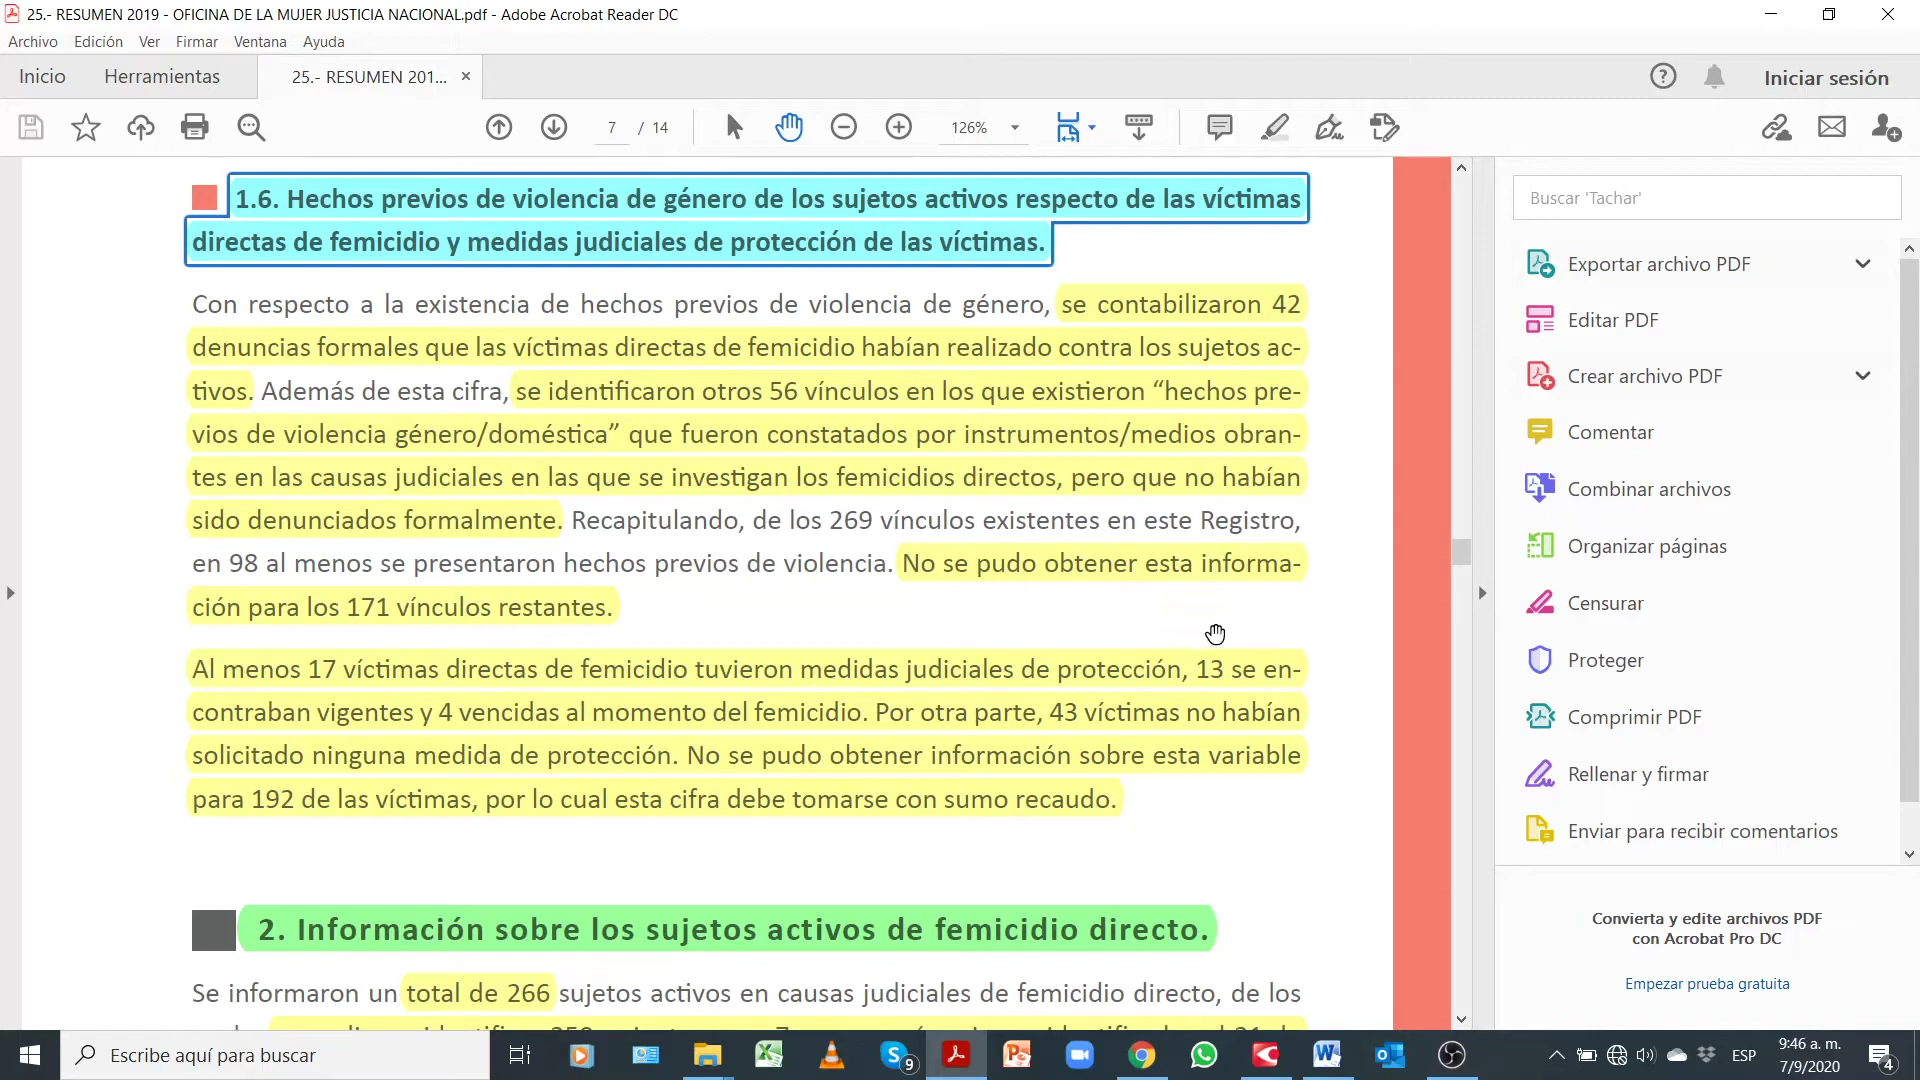 25.- RESUMEN 2019 - OFICINA DE LA MUJER JUSTICIA NACIONAL.pdf - Adobe Acrobat Reader DC
Archivo Edición Ver Firmar Ventana Ayuda
Inicio Herramientas 25.- RESUMEN 201... × Iniciar sesión
7 / 14 126%
1.6. Hechos previos de violencia de género de los sujetos activos respecto de las víctimas
directas de femicidio y medidas judiciales de protección de las víctimas.
Con respecto a la existencia de hechos previos de violencia de género, se contabilizaron 42
denuncias formales que las víctimas directas de femicidio habían realizado contra los sujetos ac-
tivos. Además de esta cifra, se identificaron otros 56 vínculos en los que existieron “hechos pre-
vios de violencia género/doméstica” que fueron constatados por instrumentos/medios obran-
tes en las causas judiciales en las que se investigan los femicidios directos, pero que no habían
sido denunciados formalmente. Recapitulando, de los 269 vínculos existentes en este Registro,
en 98 al menos se presentaron hechos previos de violencia. No se pudo obtener esta informa-
ción para los 171 vínculos restantes.
Al menos 17 víctimas directas de femicidio tuvieron medidas judiciales de protección, 13 se en-
contraban vigentes y 4 vencidas al momento del femicidio. Por otra parte, 43 víctimas no habían
solicitado ninguna medida de protección. No se pudo obtener información sobre esta variable
para 192 de las víctimas, por lo cual esta cifra debe tomarse con sumo recaudo.
2. Información sobre los sujetos activos de femicidio directo.
Se informaron un total de 266 sujetos activos en causas judiciales de femicidio directo, de los
Buscar 'Tachar'
Exportar archivo PDF
Editar PDF
Crear archivo PDF
Comentar
Combinar archivos
Organizar páginas
Censurar
Proteger
Comprimir PDF
Rellenar y firmar
Enviar para recibir comentarios
Convierta y edite archivos PDF
con Acrobat Pro DC
Empezar prueba gratuita
Escribe aquí para buscar
9
ESP
9:46 a. m.
7/9/2020
4